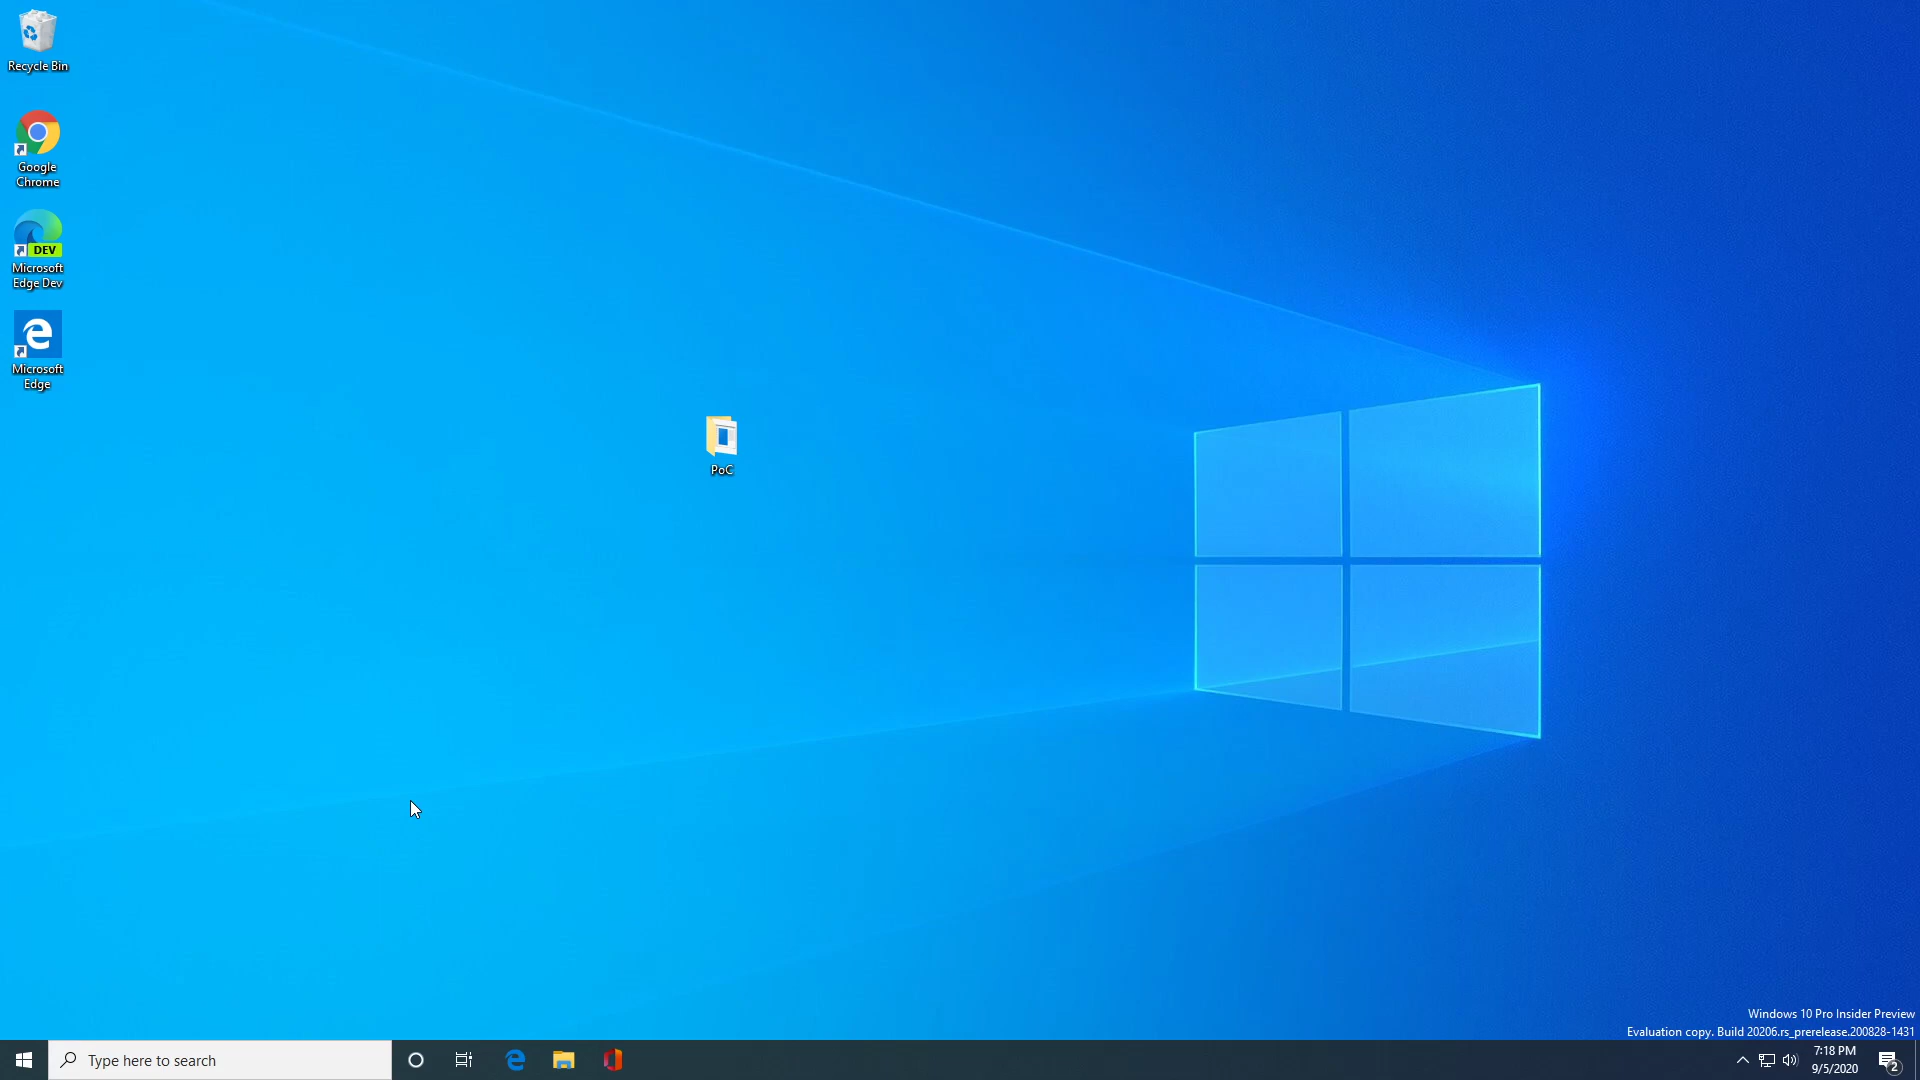 Recycle Bin
Google
Chrome
DEV
Microsoft
Edge Dev
Microsoft
Edge
PoC
Windows 10 Pro Insider Preview
Evaluation copy. Build 20206.rs_prerelease.200828-1431
Type here to search
7:18 PM
9/5/2020
2